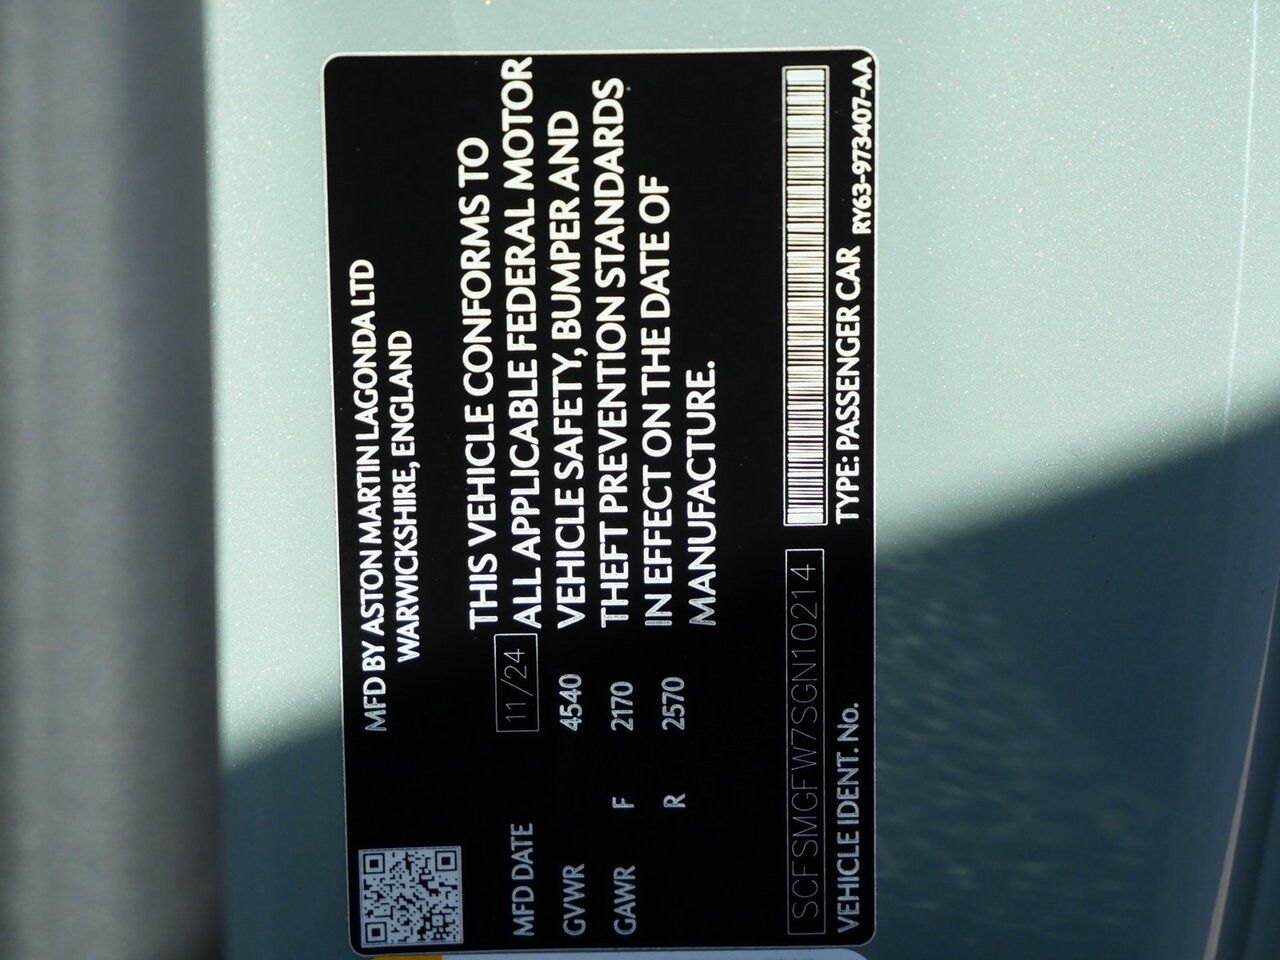 MFD BY ASTON MARTIN LAGONDA LTD
WARWICKSHIRE, ENGLAND
MFD DATE 11/24
GVWR 4540
GAWR F 2170
R 2570
THIS VEHICLE CONFORMS TO
ALL APPLICABLE FEDERAL MOTOR
VEHICLE SAFETY, BUMPER AND
THEFT PREVENTION STANDARDS
IN EFFECT ON THE DATE OF
MANUFACTURE.
SCFSMGFW7SGN10214
VEHICLE IDENT. No.
TYPE: PASSENGER CAR
RY63-973407-AA